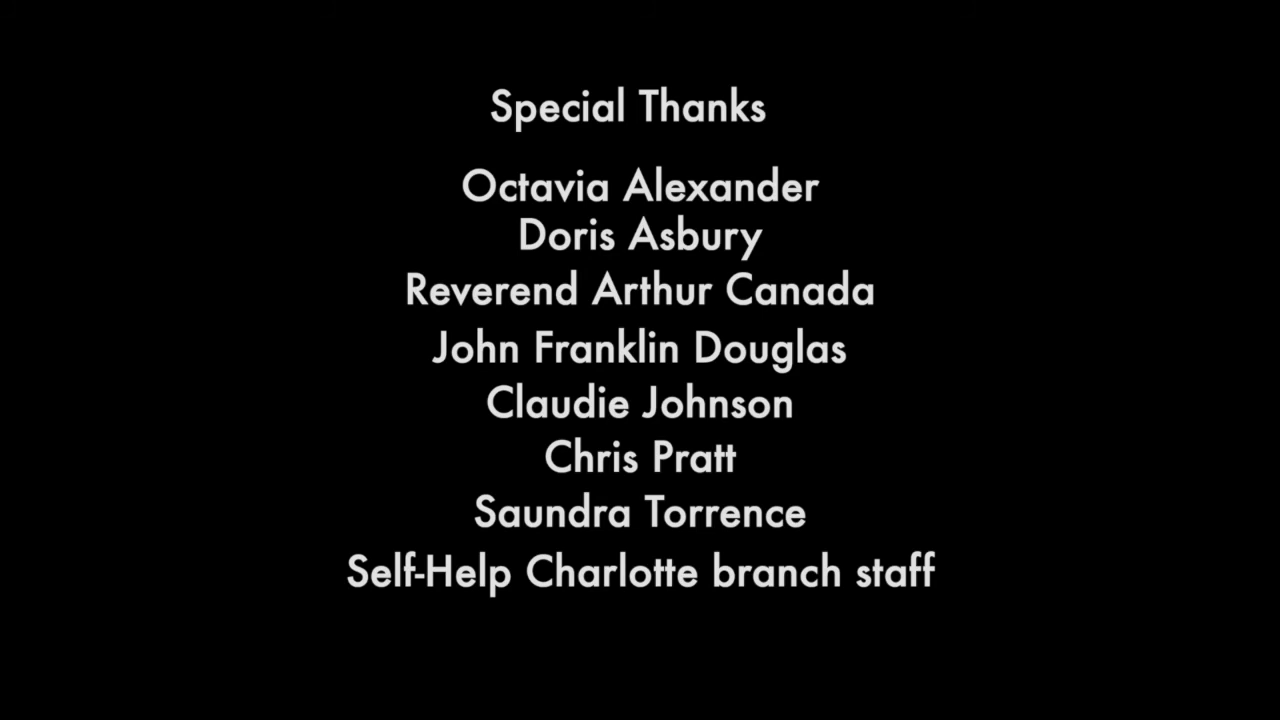 Special Thanks
Octavia Alexander
Doris Asbury
Reverend Arthur Canada
John Franklin Douglas
Claudie Johnson
Chris Pratt
Saundra Torrence
Self-Help Charlotte branch staff